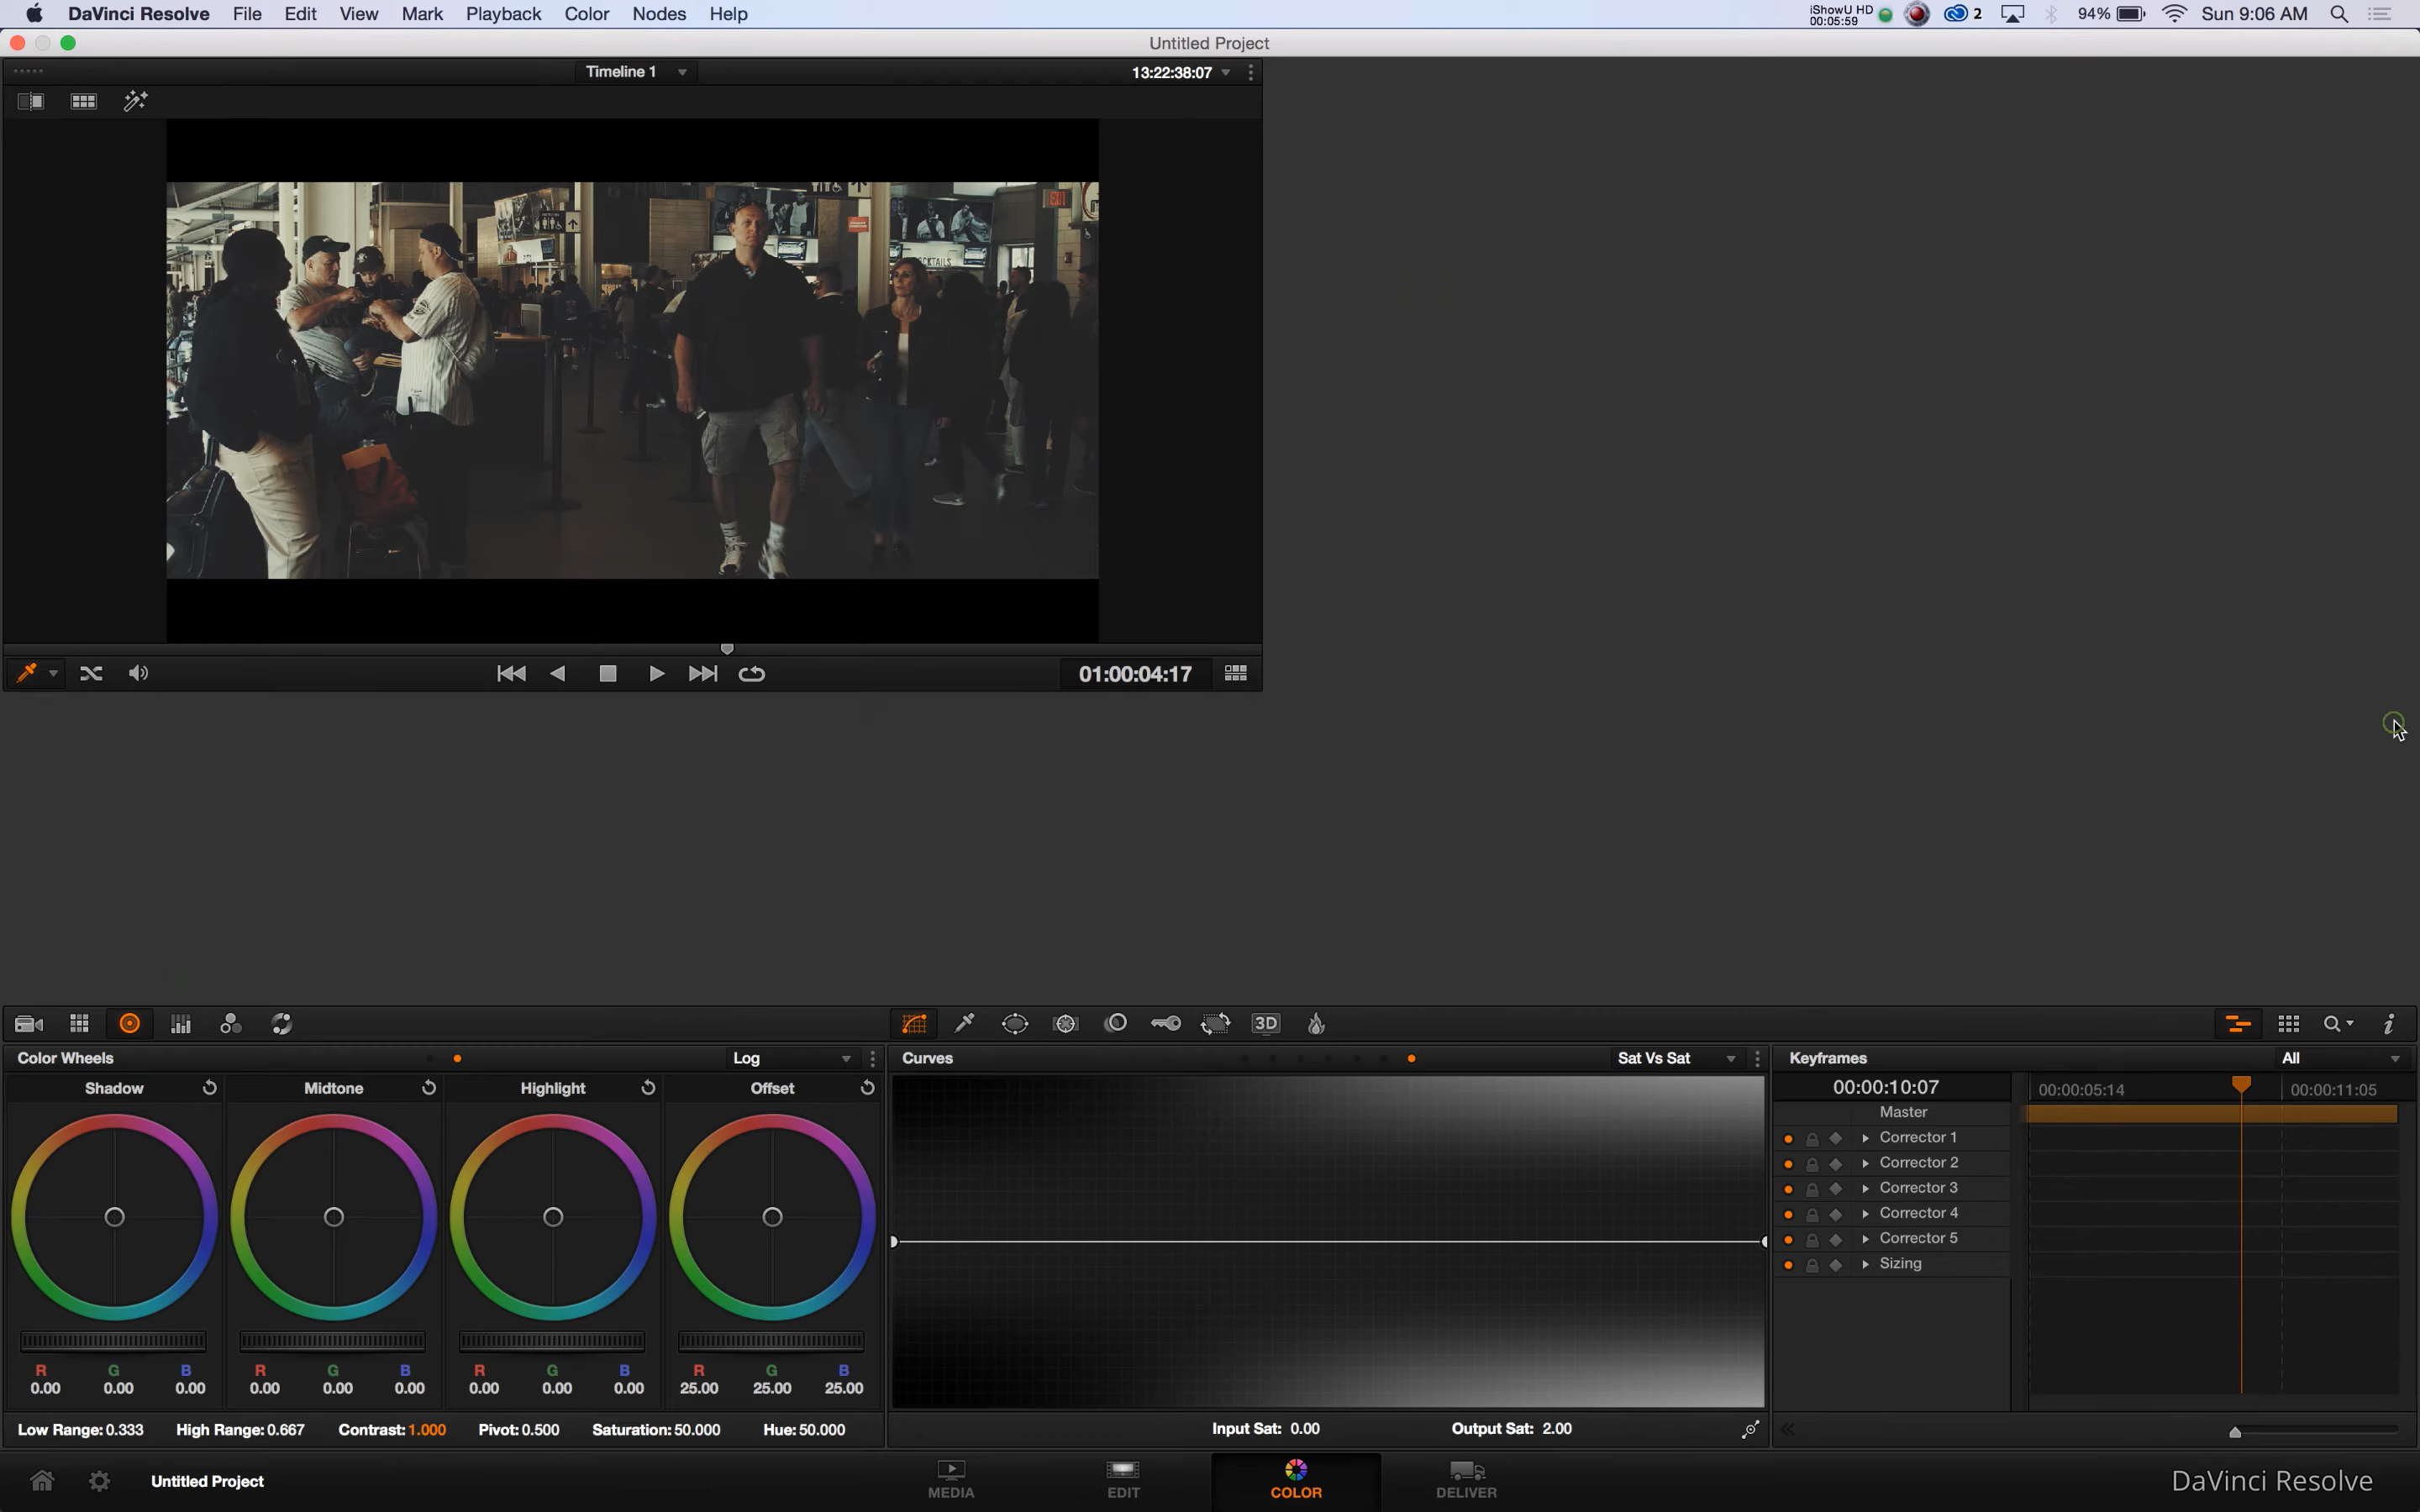 DaVinci Resolve File Edit View Mark Playback Color Nodes Help
iShowU HD
00:05:59
2 94% Sun 9:06 AM
Untitled Project
Timeline 1 13:22:38:07
EXIT
COCKTAILS
01:00:04:17
3D
Color Wheels Log
Shadow Midtone Highlight Offset
R G B R G B R G B R G B
0.00 0.00 0.00 0.00 0.00 0.00 0.00 0.00 0.00 25.00 25.00 25.00
Low Range: 0.333 High Range: 0.667 Contrast: 1.000 Pivot: 0.500 Saturation: 50.000 Hue: 50.000
Curves Sat Vs Sat
Input Sat: 0.00 Output Sat: 2.00
Keyframes All
00:00:10:07 00:00:05:14 00:00:11:05
Master
Corrector 1
Corrector 2
Corrector 3
Corrector 4
Corrector 5
Sizing
Untitled Project
MEDIA EDIT COLOR DELIVER
DaVinci Resolve